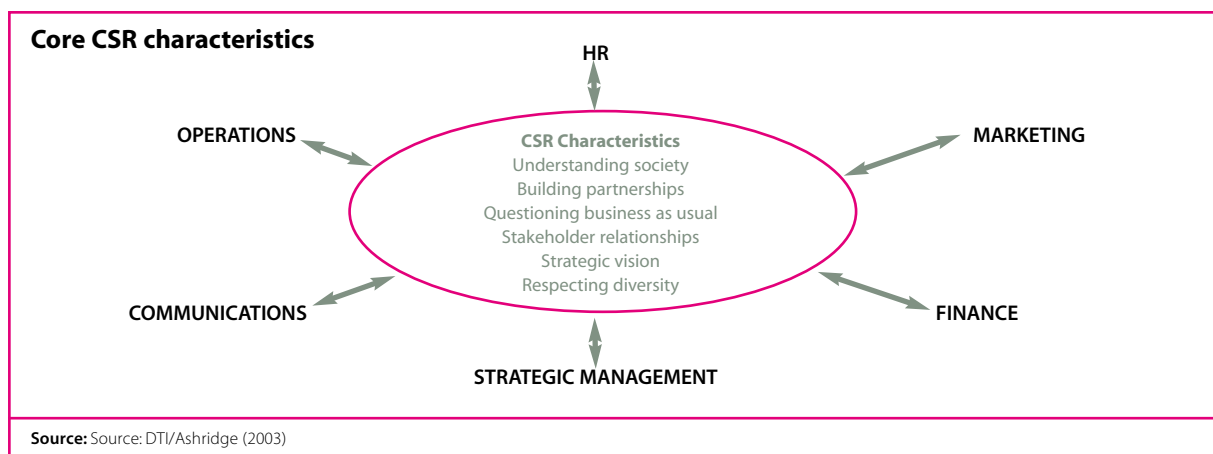 Core CSR characteristics
HR
OPERATIONS
MARKETING
CSR Characteristics
Understanding society
Building partnerships
Questioning business as usual
Stakeholder relationships
Strategic vision
Respecting diversity
COMMUNICATIONS
FINANCE
STRATEGIC MANAGEMENT
Source: Source: DTI/Ashridge (2003)